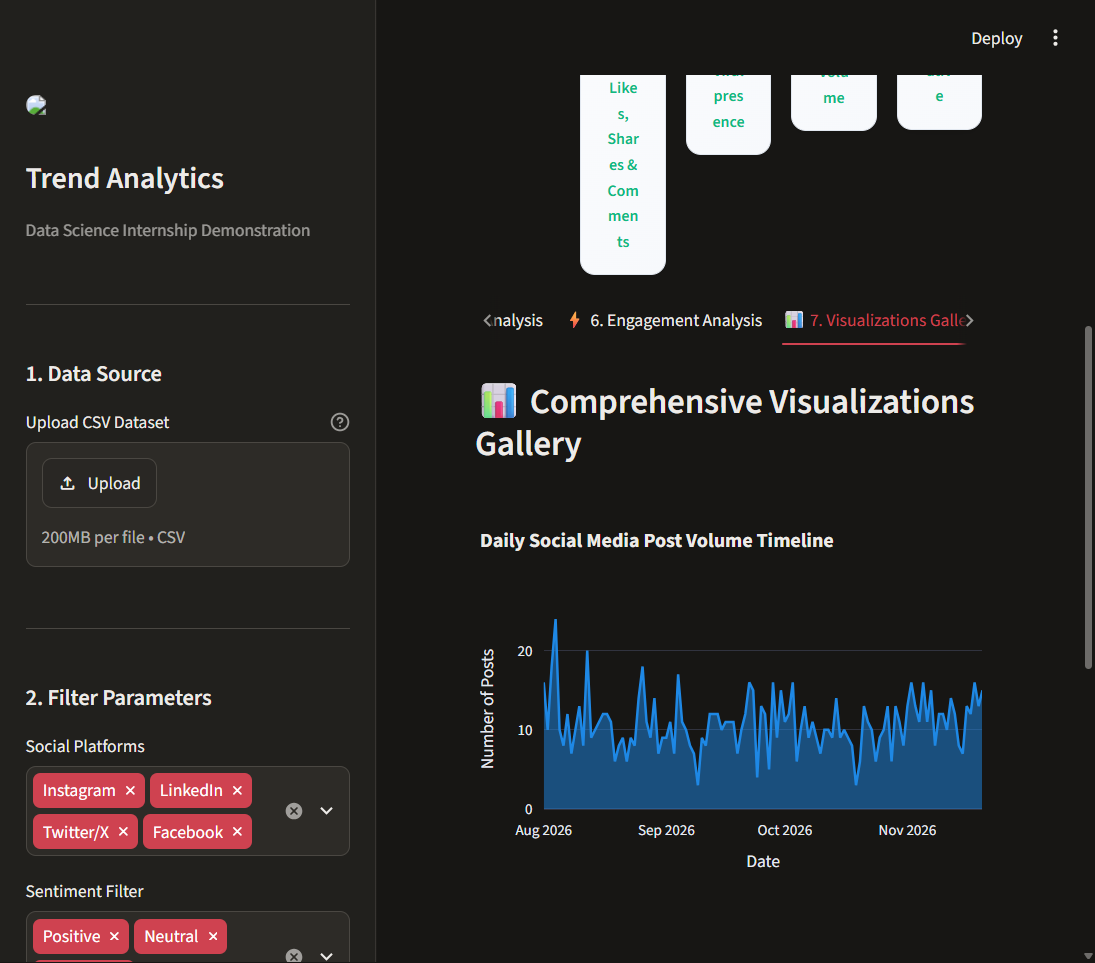 Deploy
Trend Analytics
Data Science Internship Demonstration
1. Data Source
Upload CSV Dataset
Upload
200MB per file • CSV
2. Filter Parameters
Social Platforms
Instagram
LinkedIn
Twitter/X
Facebook
Sentiment Filter
Positive
Neutral
Like
s,
Shar
es &
Com
men
ts
pres
ence
me
e
nalysis
6. Engagement Analysis
7. Visualizations Galle
Comprehensive Visualizations
Gallery
Daily Social Media Post Volume Timeline
Number of Posts
20
10
0
Aug 2026
Sep 2026
Oct 2026
Nov 2026
Date